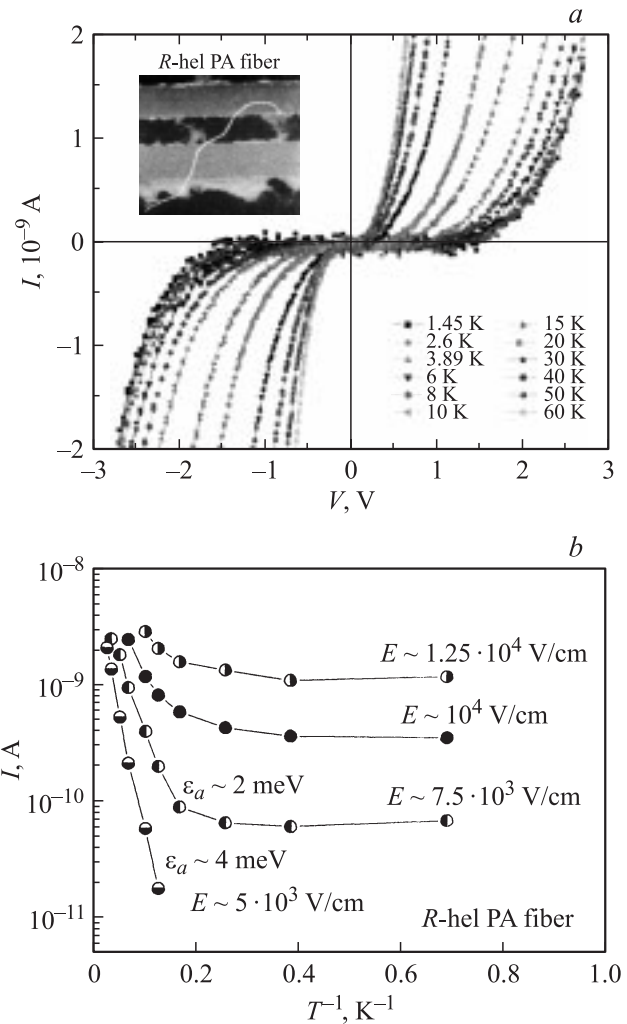 a
2
R-hel PA fiber
1
0
–1
–2
I, 10⁻⁹ A
1.45 K 15 K
2.6 K 20 K
3.89 K 30 K
6 K 40 K
8 K 50 K
10 K 60 K
–3 –2 –1 0 1 2 3
V, V
b
10⁻⁸
E ~ 1.25 · 10⁴ V/cm
10⁻⁹
E ~ 10⁴ V/cm
I, A
εₐ ~ 2 meV
E ~ 7.5 · 10³ V/cm
10⁻¹⁰
εₐ ~ 4 meV
E ~ 5 · 10³ V/cm
10⁻¹¹
R-hel PA fiber
0 0.2 0.4 0.6 0.8 1.0
T⁻¹, K⁻¹